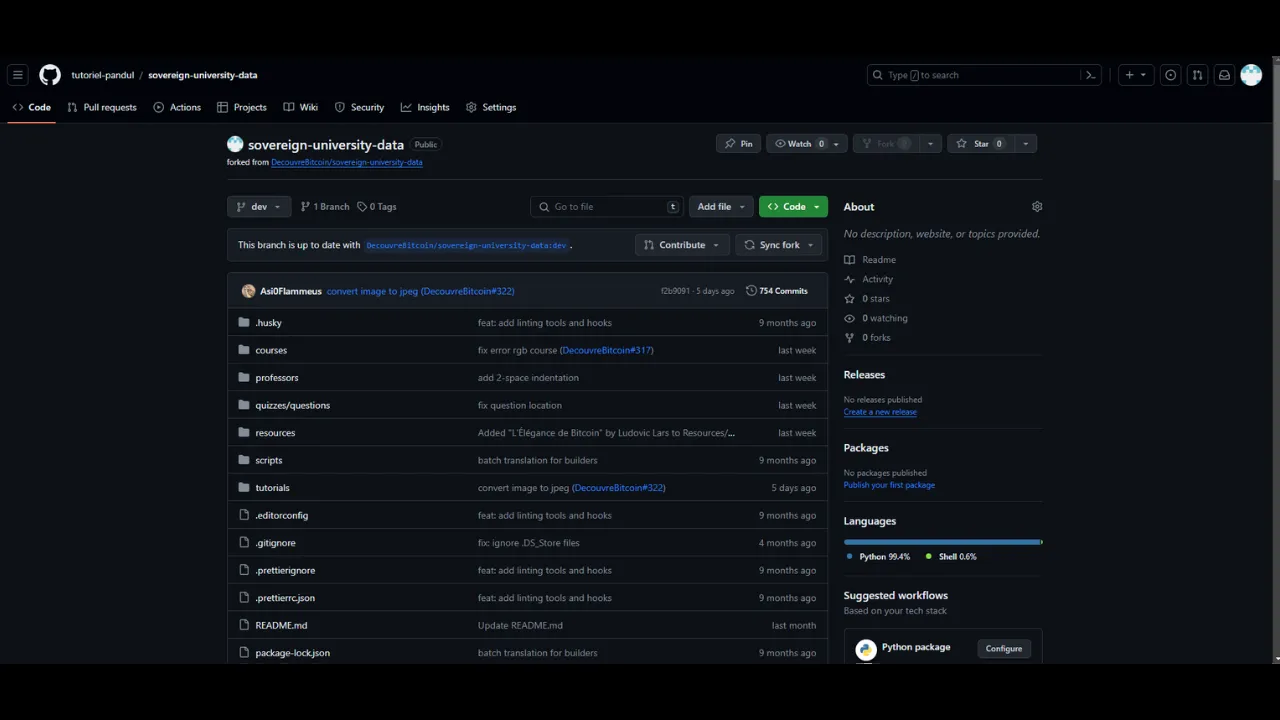 tutoriel-pandul / sovereign-university-data
Type / to search
Code Pull requests Actions Projects Wiki Security Insights Settings
sovereign-university-data Public
Pin Watch 0 Fork Star 0
forked from DecouvreBitcoin/sovereign-university-data
dev 1 Branch 0 Tags Go to file t Add file Code
This branch is up to date with DecouvreBitcoin/sovereign-university-data:dev . Contribute Sync fork
Asi0Flammeus convert image to jpeg (DecouvreBitcoin#322) f2b9091 · 5 days ago 754 Commits
.husky feat: add linting tools and hooks 9 months ago
courses fix error rgb course (DecouvreBitcoin#317) last week
professors add 2-space indentation last week
quizzes/questions fix question location last week
resources Added "L'Élégance de Bitcoin" by Ludovic Lars to Resources/... last week
scripts batch translation for builders 9 months ago
tutorials convert image to jpeg (DecouvreBitcoin#322) 5 days ago
.editorconfig feat: add linting tools and hooks 9 months ago
.gitignore fix: ignore .DS_Store files 4 months ago
.prettierignore feat: add linting tools and hooks 9 months ago
.prettierrc.json feat: add linting tools and hooks 9 months ago
README.md Update README.md last month
package-lock.json batch translation for builders 9 months ago
About
No description, website, or topics provided.
Readme
Activity
0 stars
0 watching
0 forks
Releases
No releases published
Create a new release
Packages
No packages published
Publish your first package
Languages
Python 99.4% Shell 0.6%
Suggested workflows
Based on your tech stack
Python package Configure